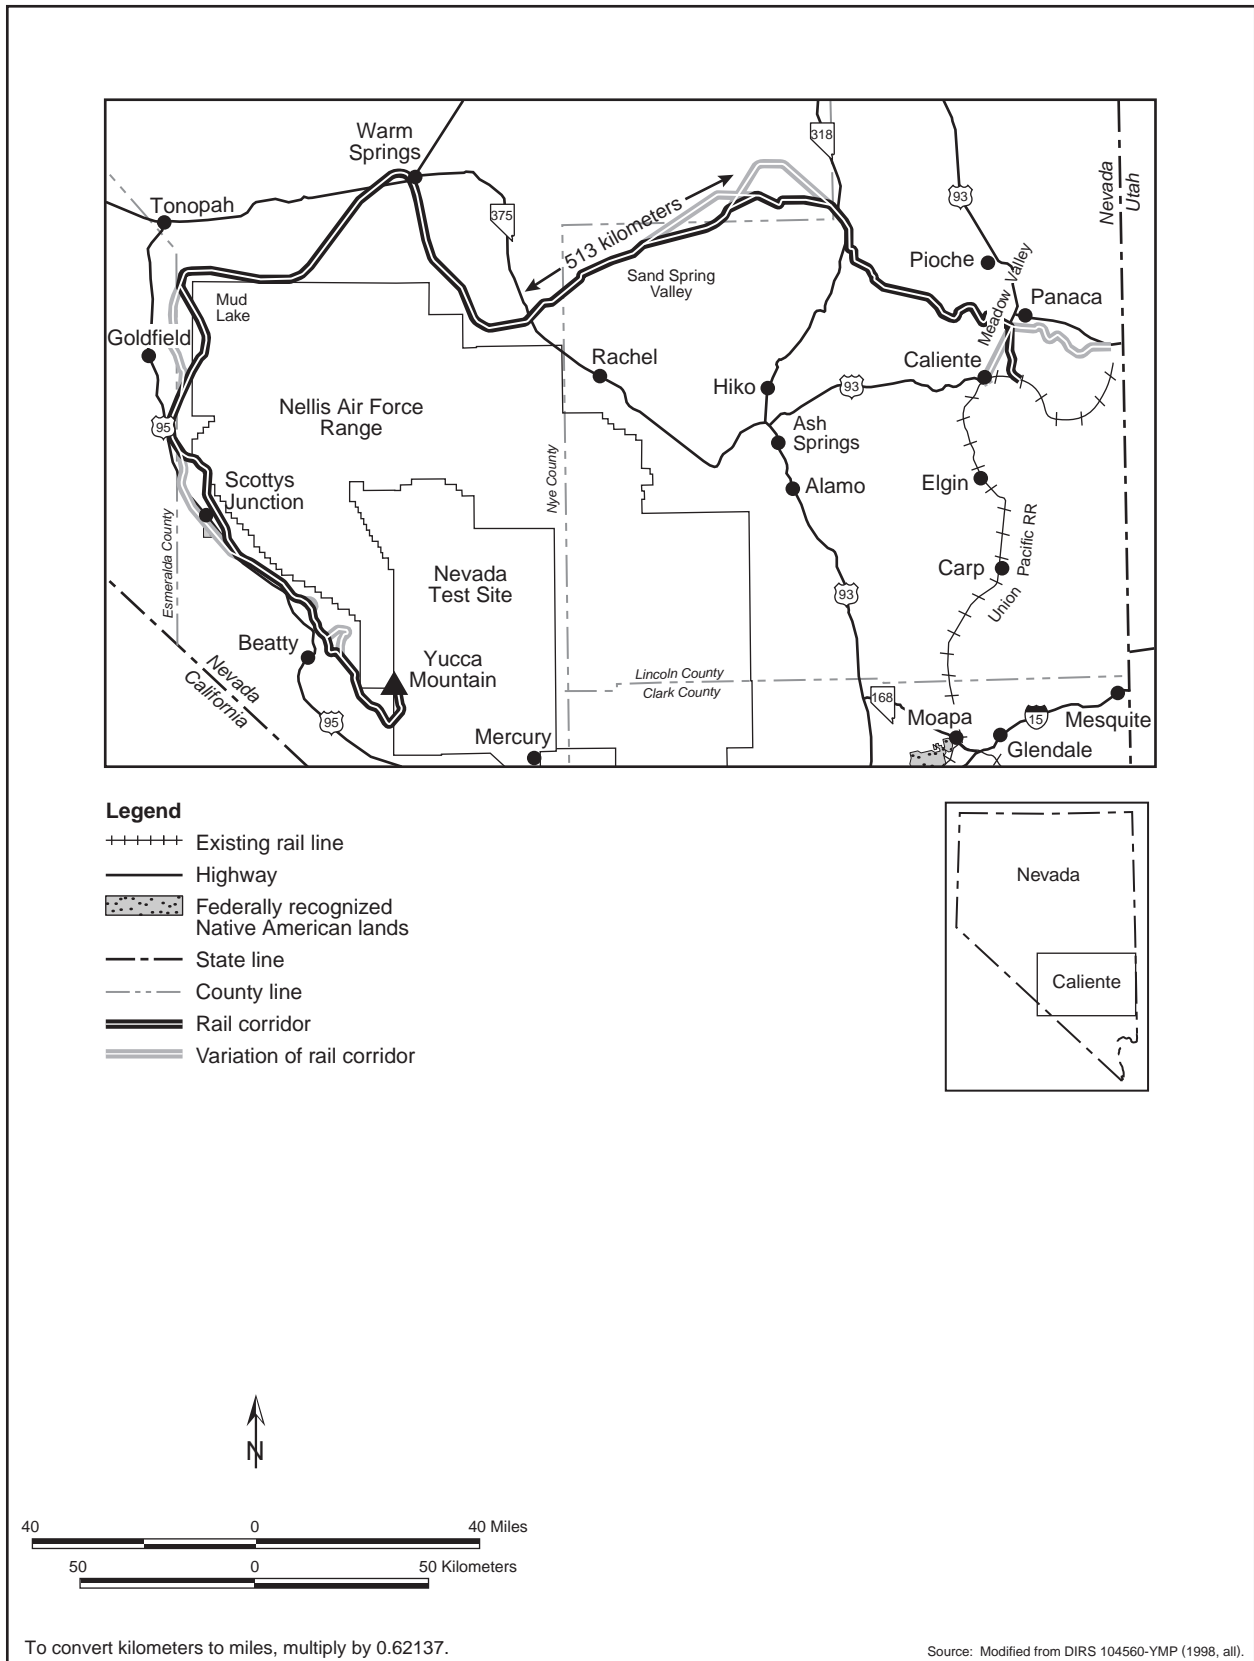 Warm
Springs
318
Nevada
Utah
93
Tonopah
375
513 kilometers
Pioche
Sand Spring
Valley
Meadow Valley
Panaca
Mud
Lake
Goldfield
Rachel
Caliente
Hiko
93
Nellis Air Force
Range
95
Ash
Springs
Scottys
Junction
Nye County
Alamo
Elgin
Union Pacific RR
Esmeralda County
Nevada
Test Site
Carp
93
Beatty
Nevada
California
Yucca
Mountain
Lincoln County
Clark County
168
95
Moapa
15
Mesquite
Mercury
Glendale
Legend
Existing rail line
Highway
Federally recognized
Native American lands
State line
County line
Rail corridor
Variation of rail corridor
Nevada
Caliente
N
40 0 40 Miles
50 0 50 Kilometers
To convert kilometers to miles, multiply by 0.62137.
Source: Modified from DIRS 104560-YMP (1998, all).